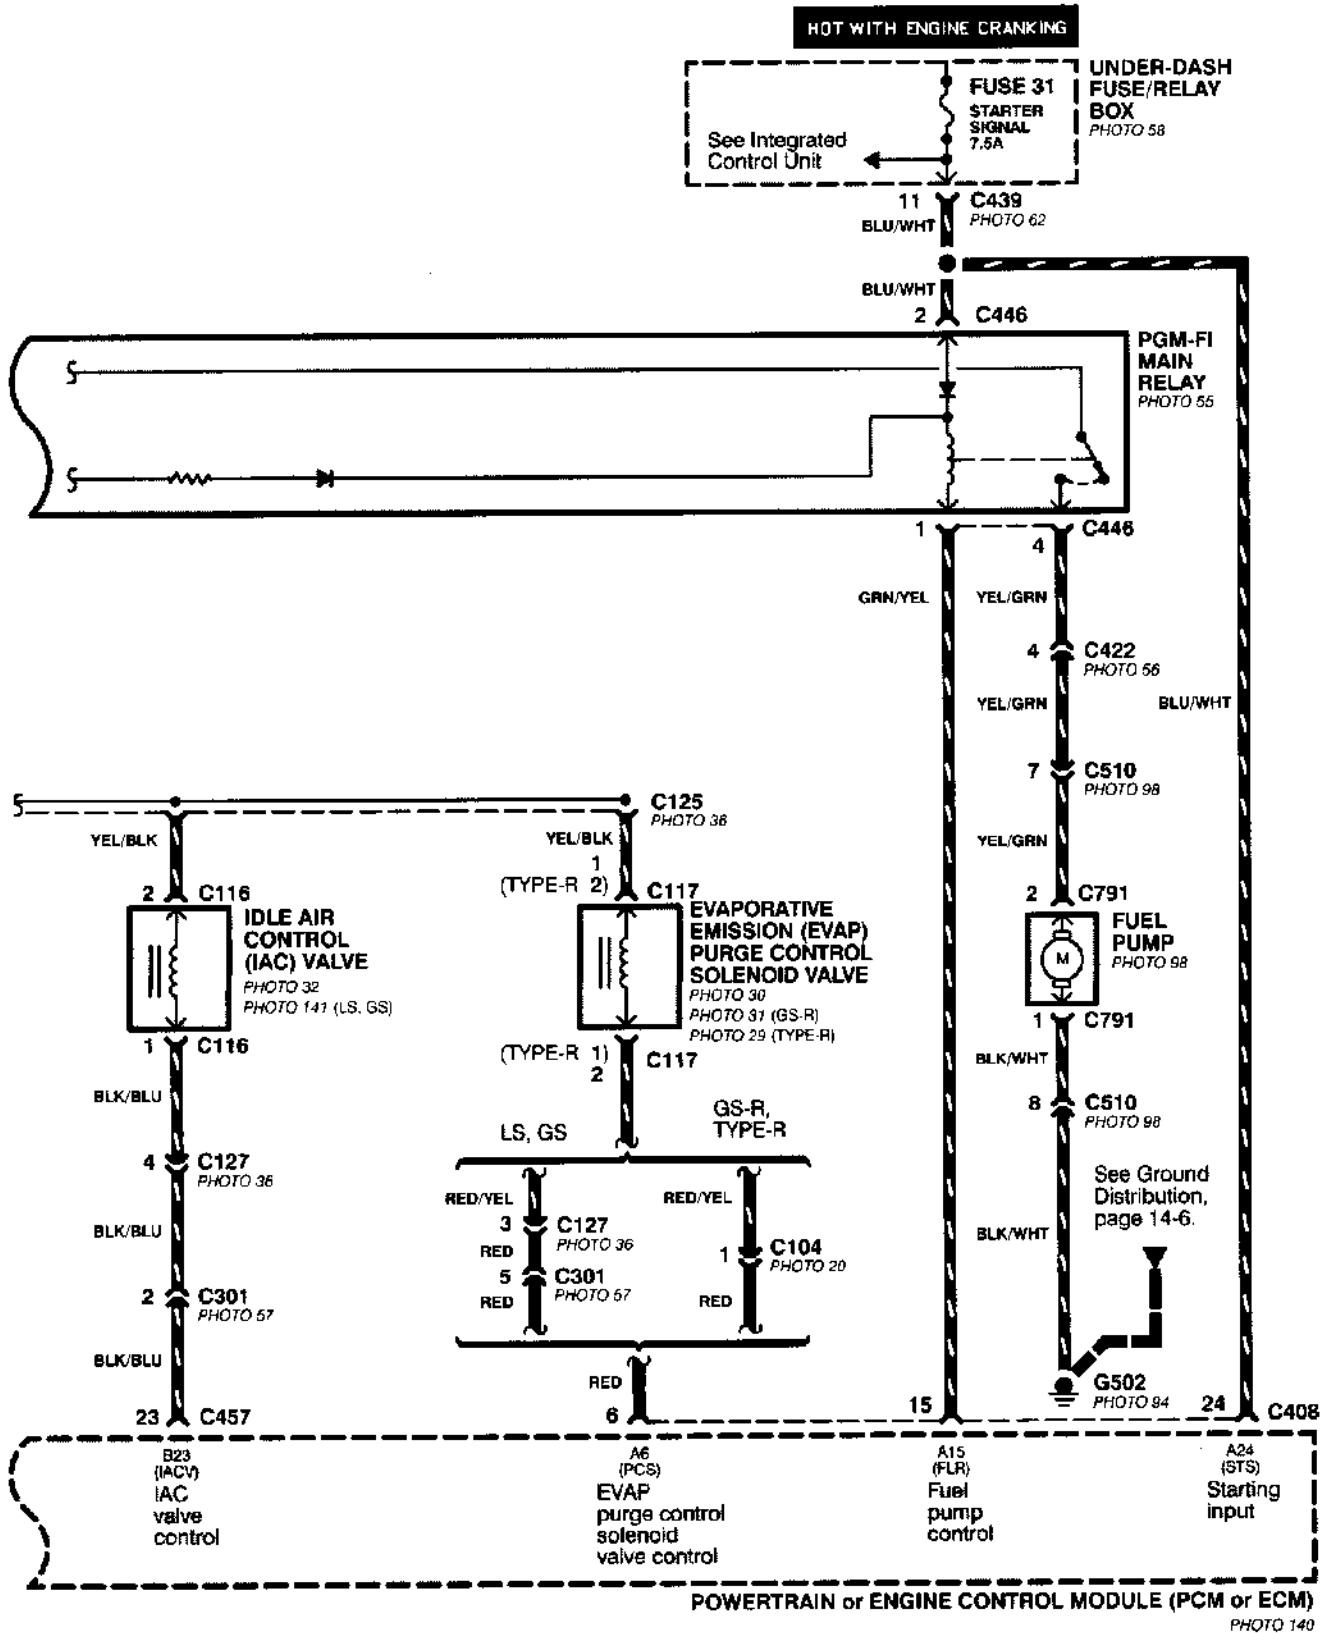 HOT WITH ENGINE CRANKING
UNDER-DASH
FUSE/RELAY
BOX
PHOTO 58
FUSE 31
STARTER
SIGNAL
7.5A
See Integrated
Control Unit
11
C439
PHOTO 62
BLU/WHT
BLU/WHT
2
C446
PGM-FI
MAIN
RELAY
PHOTO 55
1
4
C446
GRN/YEL
YEL/GRN
4
C422
PHOTO 56
YEL/GRN
BLU/WHT
7
C510
PHOTO 98
C125
PHOTO 36
YEL/BLK
YEL/BLK
YEL/GRN
1
(TYPE-R 2)
2
C116
C117
2
C791
IDLE AIR
CONTROL
(IAC) VALVE
PHOTO 32
PHOTO 141 (LS, GS)
EVAPORATIVE
EMISSION (EVAP)
PURGE CONTROL
SOLENOID VALVE
PHOTO 30
PHOTO 31 (GS-R)
PHOTO 29 (TYPE-R)
M
FUEL
PUMP
PHOTO 98
1
C116
(TYPE-R 1)
2
C117
1
C791
BLK/BLU
BLK/WHT
LS, GS
GS-R,
TYPE-R
8
C510
PHOTO 98
4
C127
PHOTO 36
See Ground
Distribution,
page 14-6.
RED/YEL
RED/YEL
BLK/BLU
3
C127
PHOTO 36
RED
1
C104
PHOTO 20
BLK/WHT
5
C301
PHOTO 57
2
C301
PHOTO 57
RED
RED
BLK/BLU
RED
G502
PHOTO 94
23
C457
6
15
24
C408
B23
(IACV)
IAC
valve
control
A6
(PCS)
EVAP
purge control
solenoid
valve control
A15
(FLR)
Fuel
pump
control
A24
(STS)
Starting
input
POWERTRAIN or ENGINE CONTROL MODULE (PCM or ECM)
PHOTO 140